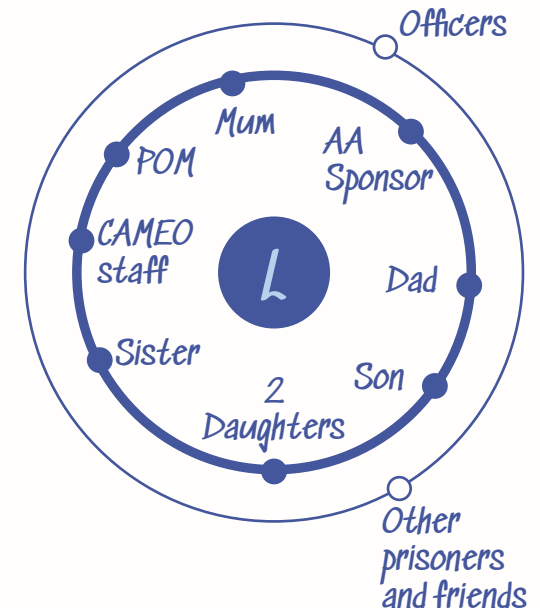 Officers
Mum
AA
Sponsor
POM
CAMEO
staff
L
Dad
Sister
Son
2
Daughters
Other
prisoners
and friends